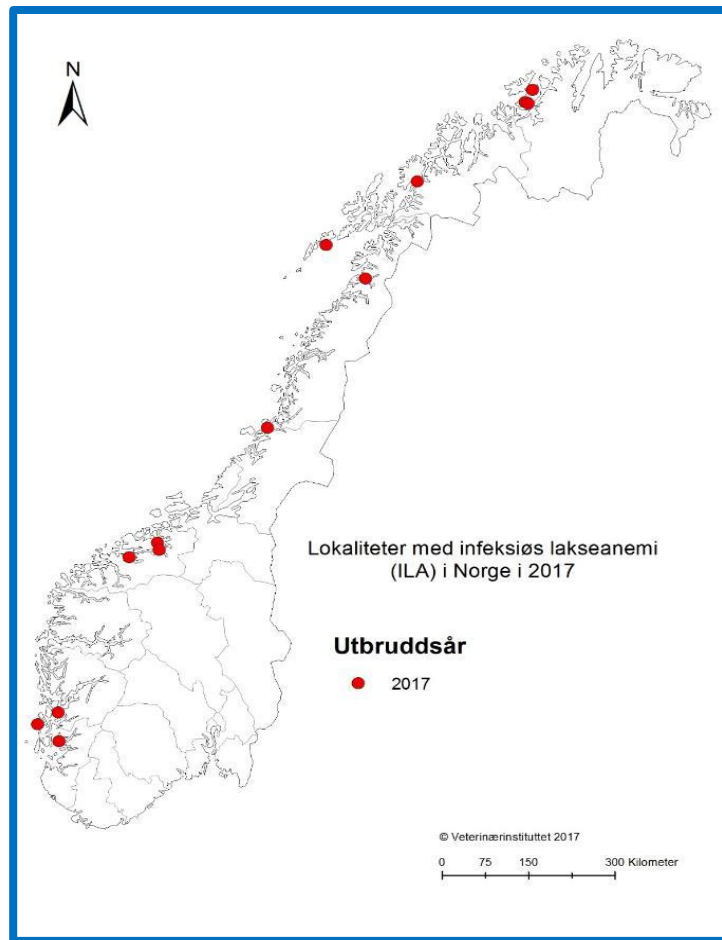 N
Lokaliteter med infeksiøs lakseanemi
(ILA) i Norge i 2017
Utbruddsår
2017
© Veterinærinstituttet 2017
0 75 150 300 Kilometer